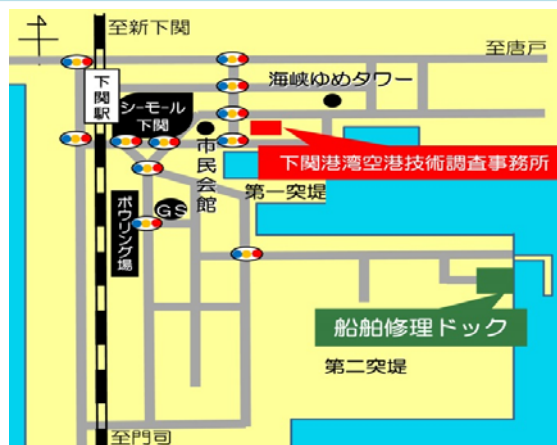 至新下関
至唐戸
下関駅
海峡ゆめタワー
シーモール
下関
市民会館
下関港湾空港技術調査事務所
第一突堤
GS
ボウリング場
船舶修理ドック
第二突堤
至門司